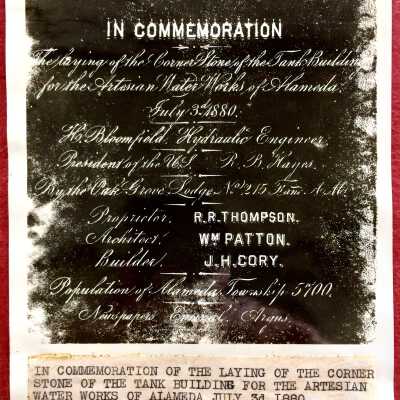 IN COMMEMORATION
The laying of the Corner Stone of the Tank Building
for the Artesian Water Works of Alameda.
July 3d 1880.
H. Bloomfield, Hydraulic Engineer.
President of the U.S. R. B. Hayes.
By the Oak Grove Lodge, No. 215 F. & A. M.
Proprietor. R.R. THOMPSON.
Architect. WM PATTON.
Builder. J.H. CORY.
Population of Alameda Township 5700.
Newspapers, Encinal, Argus
IN COMMEMORATION OF THE LAYING OF THE CORNER
STONE OF THE TANK BUILDING FOR THE ARTESIAN
WATER WORKS OF ALAMEDA JULY 3d 1880